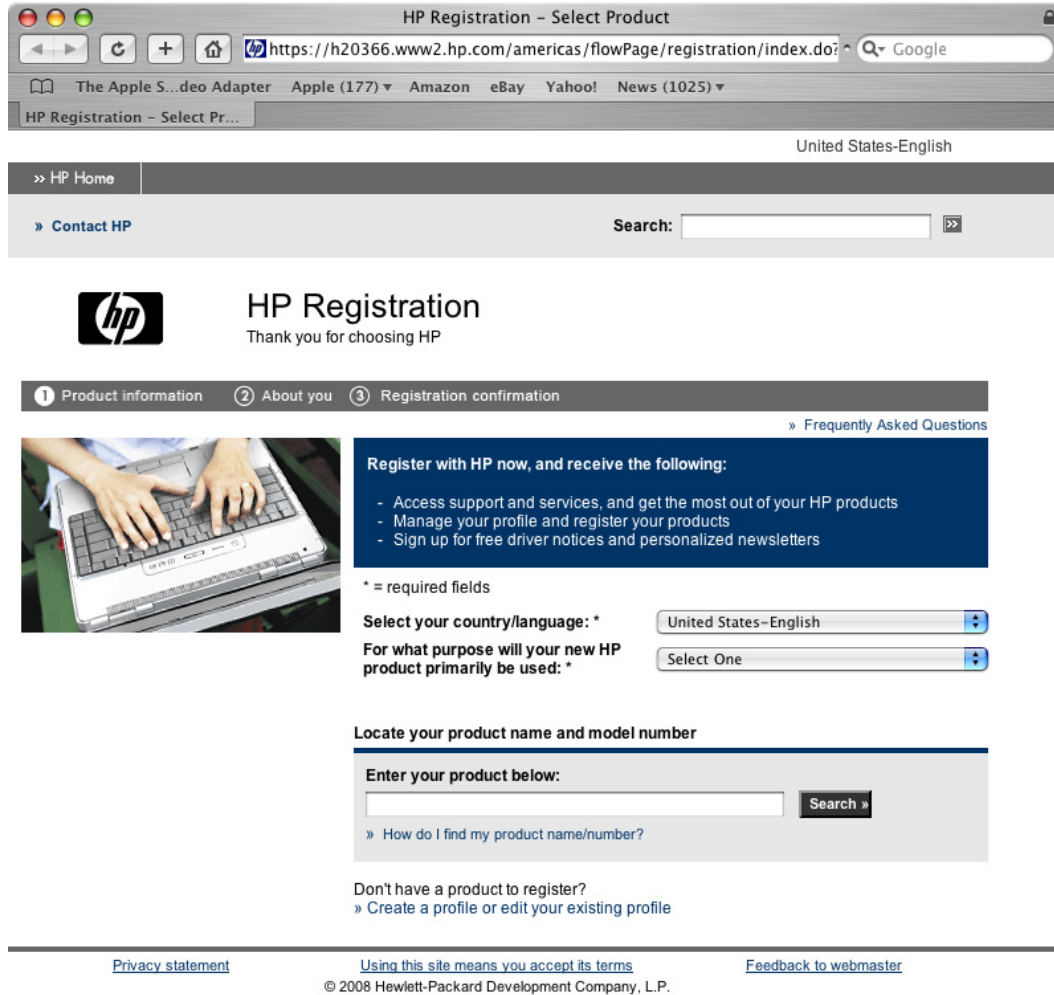 HP Registration – Select Product
https://h20366.www2.hp.com/americas/flowPage/registration/index.do?
Google
The Apple S...deo Adapter Apple (177) ▾ Amazon eBay Yahoo! News (1025) ▾
HP Registration – Select Pr...
United States-English
» HP Home
» Contact HP
Search:
»
hp
HP Registration
Thank you for choosing HP
1 Product information 2 About you 3 Registration confirmation
» Frequently Asked Questions
Register with HP now, and receive the following:
- Access support and services, and get the most out of your HP products
- Manage your profile and register your products
- Sign up for free driver notices and personalized newsletters
* = required fields
Select your country/language: * United States–English
For what purpose will your new HP
product primarily be used: * Select One
Locate your product name and model number
Enter your product below:
Search »
» How do I find my product name/number?
Don't have a product to register?
» Create a profile or edit your existing profile
Privacy statement Using this site means you accept its terms Feedback to webmaster
© 2008 Hewlett-Packard Development Company, L.P.